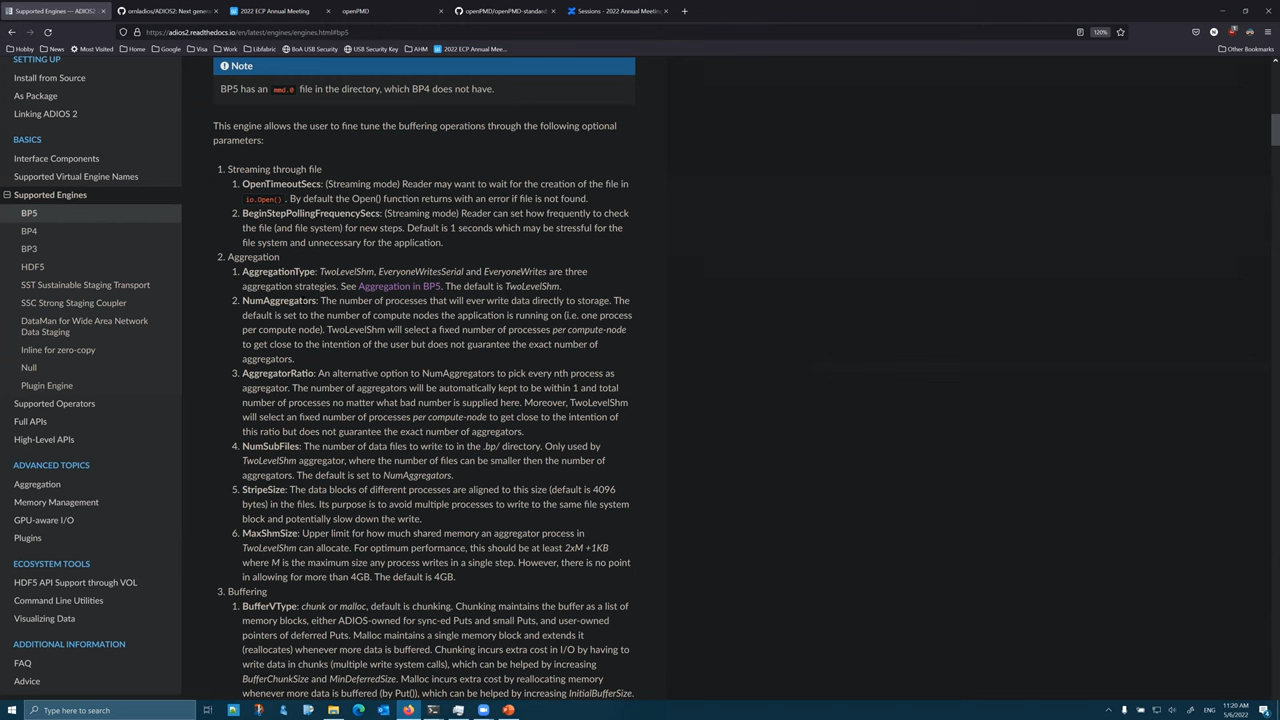 Supported Engines — ADIOS2
ornladios/ADIOS2: Next gener
2022 ECP Annual Meeting
openPMD
openPMD/openPMD-standar
Sessions - 2022 Annual Meeting
https://adios2.readthedocs.io/en/latest/engines/engines.html#bp5
120%
Hobby
News
Most Visited
Home
Google
Visa
Work
Libfabric
BoA USB Security
USB Security Key
AHM
2022 ECP Annual Mee...
Other Bookmarks
SETTING UP
Install from Source
As Package
Linking ADIOS 2
BASICS
Interface Components
Supported Virtual Engine Names
Supported Engines
BP5
BP4
BP3
HDF5
SST Sustainable Staging Transport
SSC Strong Staging Coupler
DataMan for Wide Area Network
Data Staging
Inline for zero-copy
Null
Plugin Engine
Supported Operators
Full APIs
High-Level APIs
ADVANCED TOPICS
Aggregation
Memory Management
GPU-aware I/O
Plugins
ECOSYSTEM TOOLS
HDF5 API Support through VOL
Command Line Utilities
Visualizing Data
ADDITIONAL INFORMATION
FAQ
Advice
Note
BP5 has an mmd.0 file in the directory, which BP4 does not have.
This engine allows the user to fine tune the buffering operations through the following optional
parameters:
1. Streaming through file
1. OpenTimeoutSecs: (Streaming mode) Reader may want to wait for the creation of the file in
io.Open() . By default the Open() function returns with an error if file is not found.
2. BeginStepPollingFrequencySecs: (Streaming mode) Reader can set how frequently to check
the file (and file system) for new steps. Default is 1 seconds which may be stressful for the
file system and unnecessary for the application.
2. Aggregation
1. AggregationType: TwoLevelShm, EveryoneWritesSerial and EveryoneWrites are three
aggregation strategies. See Aggregation in BP5. The default is TwoLevelShm.
2. NumAggregators: The number of processes that will ever write data directly to storage. The
default is set to the number of compute nodes the application is running on (i.e. one process
per compute node). TwoLevelShm will select a fixed number of processes per compute-node
to get close to the intention of the user but does not guarantee the exact number of
aggregators.
3. AggregatorRatio: An alternative option to NumAggregators to pick every nth process as
aggregator. The number of aggregators will be automatically kept to be within 1 and total
number of processes no matter what bad number is supplied here. Moreover, TwoLevelShm
will select an fixed number of processes per compute-node to get close to the intention of
this ratio but does not guarantee the exact number of aggregators.
4. NumSubFiles: The number of data files to write to in the .bp/ directory. Only used by
TwoLevelShm aggregator, where the number of files can be smaller then the number of
aggregators. The default is set to NumAggregators.
5. StripeSize: The data blocks of different processes are aligned to this size (default is 4096
bytes) in the files. Its purpose is to avoid multiple processes to write to the same file system
block and potentially slow down the write.
6. MaxShmSize: Upper limit for how much shared memory an aggregator process in
TwoLevelShm can allocate. For optimum performance, this should be at least 2xM +1KB
where M is the maximum size any process writes in a single step. However, there is no point
in allowing for more than 4GB. The default is 4GB.
3. Buffering
1. BufferVType: chunk or malloc, default is chunking. Chunking maintains the buffer as a list of
memory blocks, either ADIOS-owned for sync-ed Puts and small Puts, and user-owned
pointers of deferred Puts. Malloc maintains a single memory block and extends it
(reallocates) whenever more data is buffered. Chunking incurs extra cost in I/O by having to
write data in chunks (multiple write system calls), which can be helped by increasing
BufferChunkSize and MinDeferredSize. Malloc incurs extra cost by reallocating memory
whenever more data is buffered (by Put()), which can be helped by increasing InitialBufferSize.
Type here to search
ENG
11:20 AM
5/6/2022